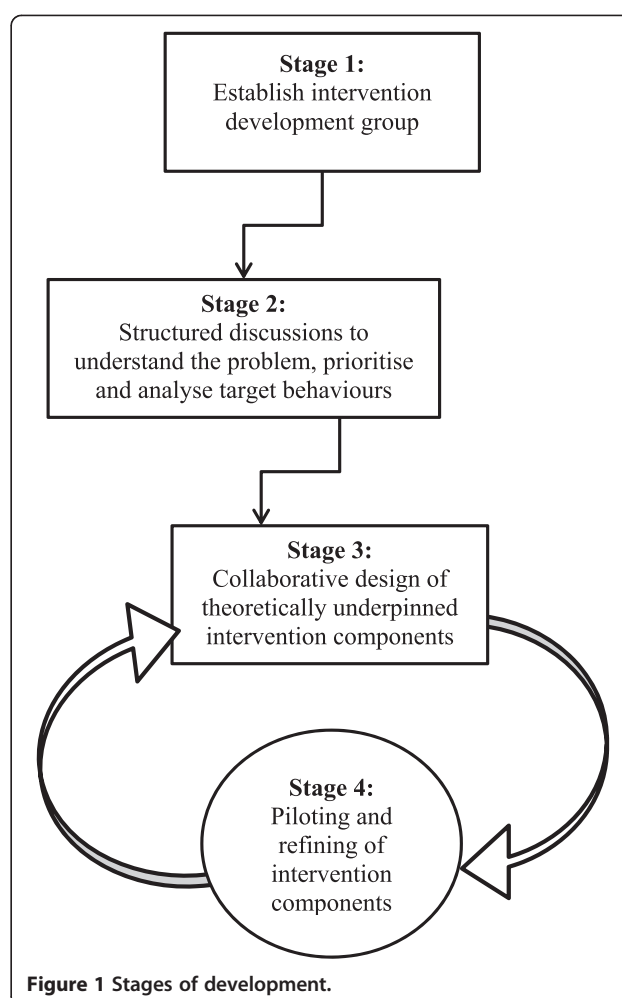 Stage 1:
Establish intervention
development group
Stage 2:
Structured discussions to
understand the problem, prioritise
and analyse target behaviours
Stage 3:
Collaborative design of
theoretically underpinned
intervention components
Stage 4:
Piloting and
refining of
intervention
components
Figure 1 Stages of development.